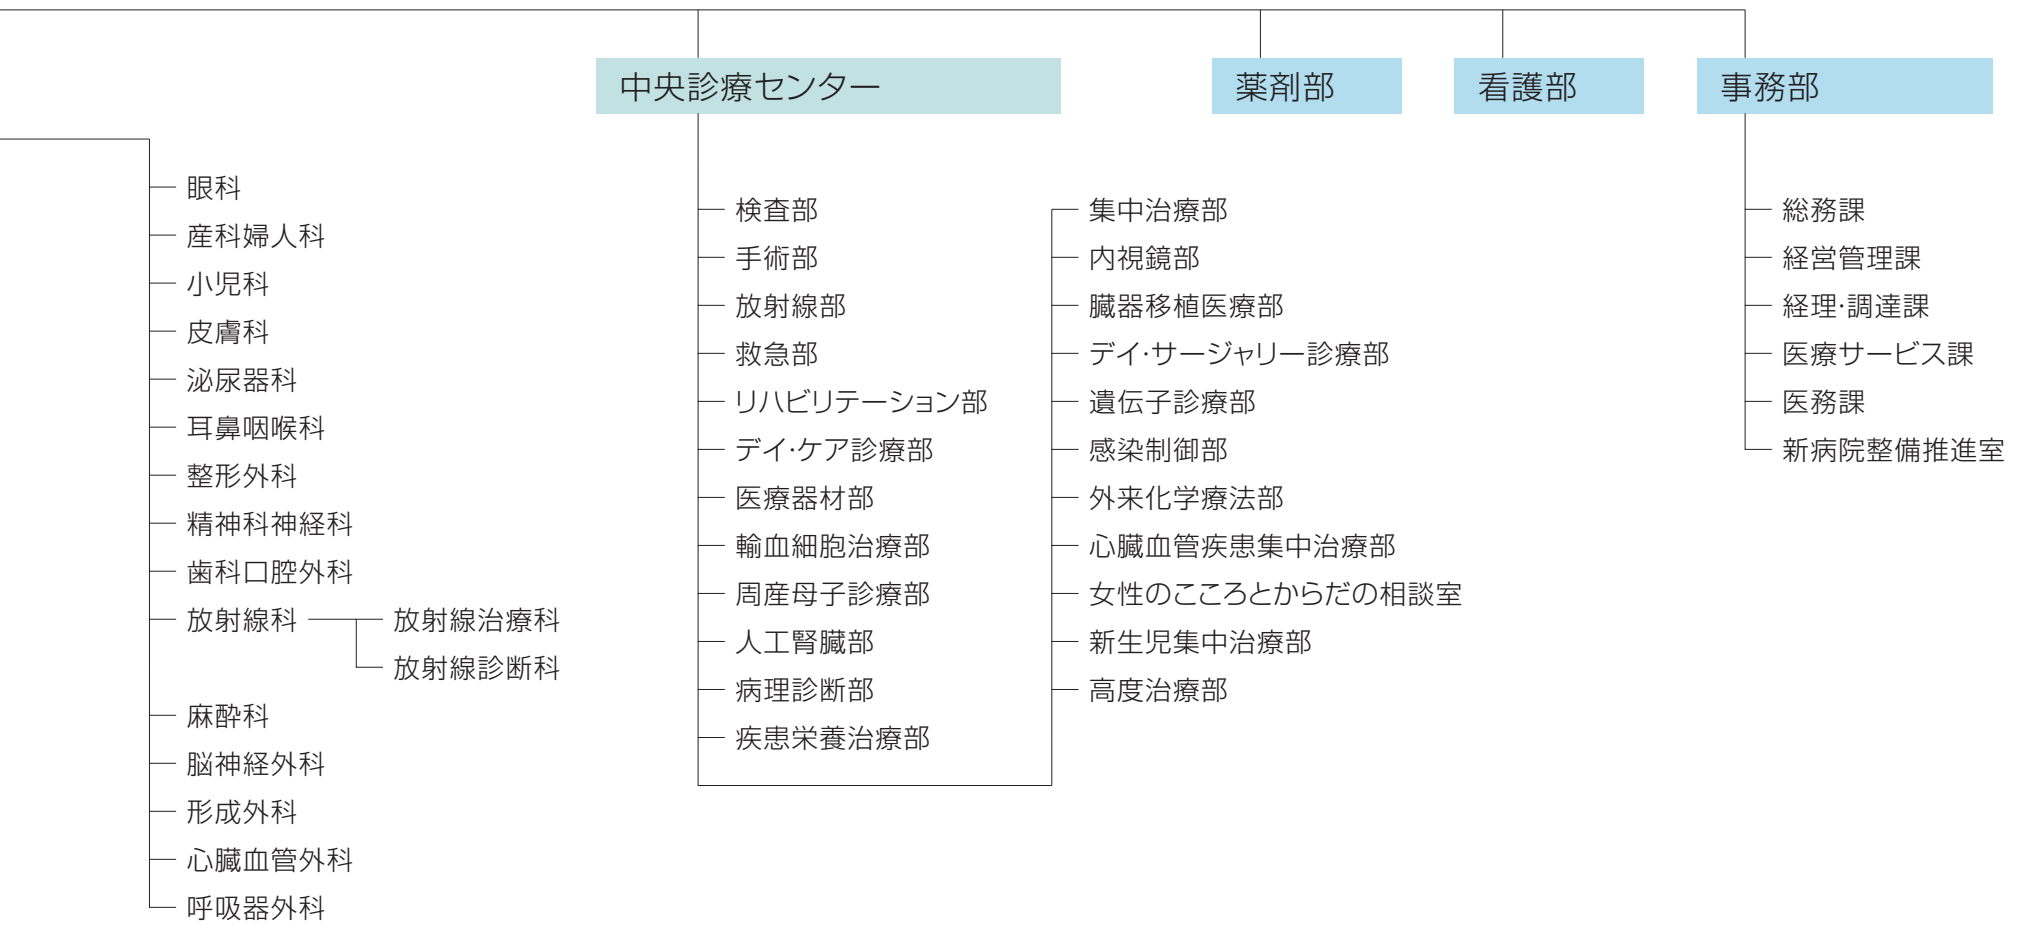 中央診療センター
薬剤部
看護部
事務部
眼科
産科婦人科
小児科
皮膚科
泌尿器科
耳鼻咽喉科
整形外科
精神科神経科
歯科口腔外科
放射線科
放射線治療科
放射線診断科
麻酔科
脳神経外科
形成外科
心臓血管外科
呼吸器外科
検査部
手術部
放射線部
救急部
リハビリテーション部
デイ・ケア診療部
医療器材部
輸血細胞治療部
周産母子診療部
人工腎臓部
病理診断部
疾患栄養治療部
集中治療部
内視鏡部
臓器移植医療部
デイ・サージャリー診療部
遺伝子診療部
感染制御部
外来化学療法部
心臓血管疾患集中治療部
女性のこころとからだの相談室
新生児集中治療部
高度治療部
総務課
経営管理課
経理・調達課
医療サービス課
医務課
新病院整備推進室